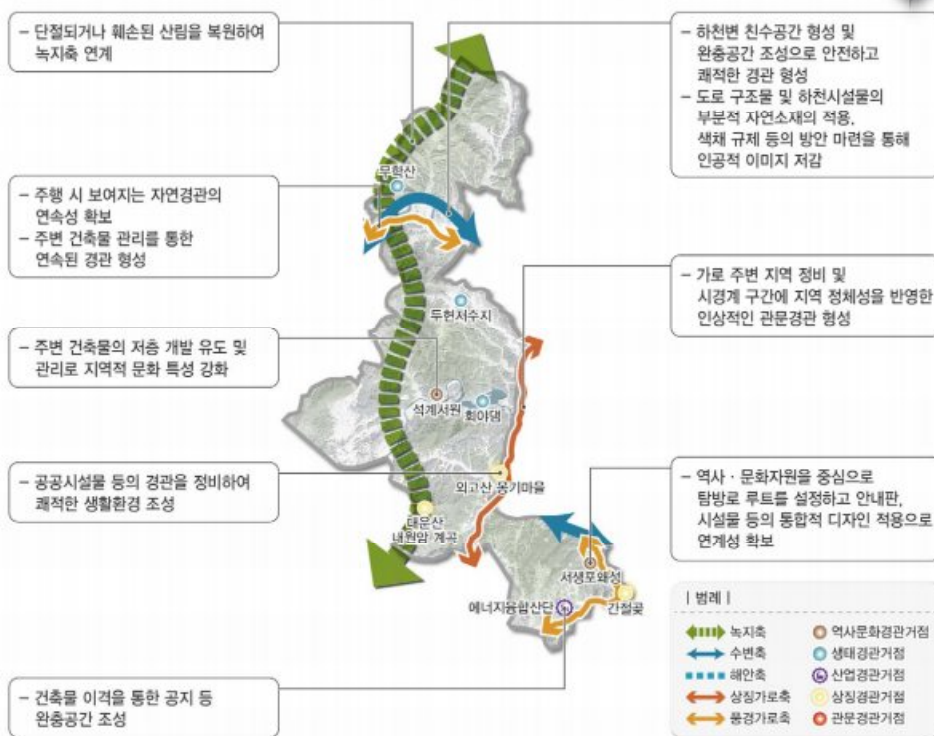 - 단절되거나 훼손된 산림을 복원하여
녹지축 연계
- 주행 시 보여지는 자연경관의
연속성 확보
- 주변 건축물 관리를 통한
연속된 경관 형성
- 주변 건축물의 저층 개발 유도 및
관리로 지역적 문화 특성 강화
- 공공시설물 등의 경관을 정비하여
쾌적한 생활환경 조성
- 건축물 이격을 통한 공지 등
완충공간 조성
무학산
두현저수지
석계서원
회야댐
외고산 옹기마을
대운산
내원암 계곡
서생포왜성
에너지융합산단
간절곶
- 하천변 친수공간 형성 및
완충공간 조성으로 안전하고
쾌적한 경관 형성
- 도로 구조물 및 하천시설물의
부분적 자연소재의 적용,
색채 규제 등의 방안 마련을 통해
인공적 이미지 저감
- 가로 주변 지역 정비 및
시경계 구간에 지역 정체성을 반영한
인상적인 관문경관 형성
- 역사 · 문화자원을 중심으로
탐방로 루트를 설정하고 안내판,
시설물 등의 통합적 디자인 적용으로
연계성 확보
| 범례 |
녹지축
수변축
해안축
상징가로축
풍경가로축
역사문화경관거점
생태경관거점
산업경관거점
상징경관거점
관문경관거점